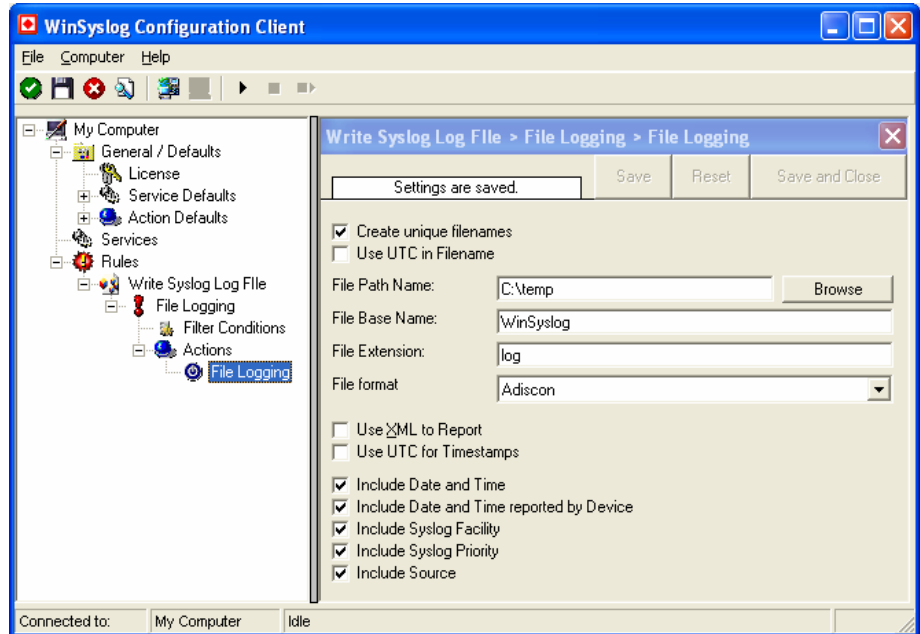 WinSyslog Configuration Client
File Computer Help
My Computer
General / Defaults
License
Service Defaults
Action Defaults
Services
Rules
Write Syslog Log FIle
File Logging
Filter Conditions
Actions
File Logging
Write Syslog Log FIle > File Logging > File Logging
Settings are saved. Save Reset Save and Close
Create unique filenames
Use UTC in Filename
File Path Name: C:\temp Browse
File Base Name: WinSyslog
File Extension: log
File format Adiscon
Use XML to Report
Use UTC for Timestamps
Include Date and Time
Include Date and Time reported by Device
Include Syslog Facility
Include Syslog Priority
Include Source
Connected to: My Computer Idle